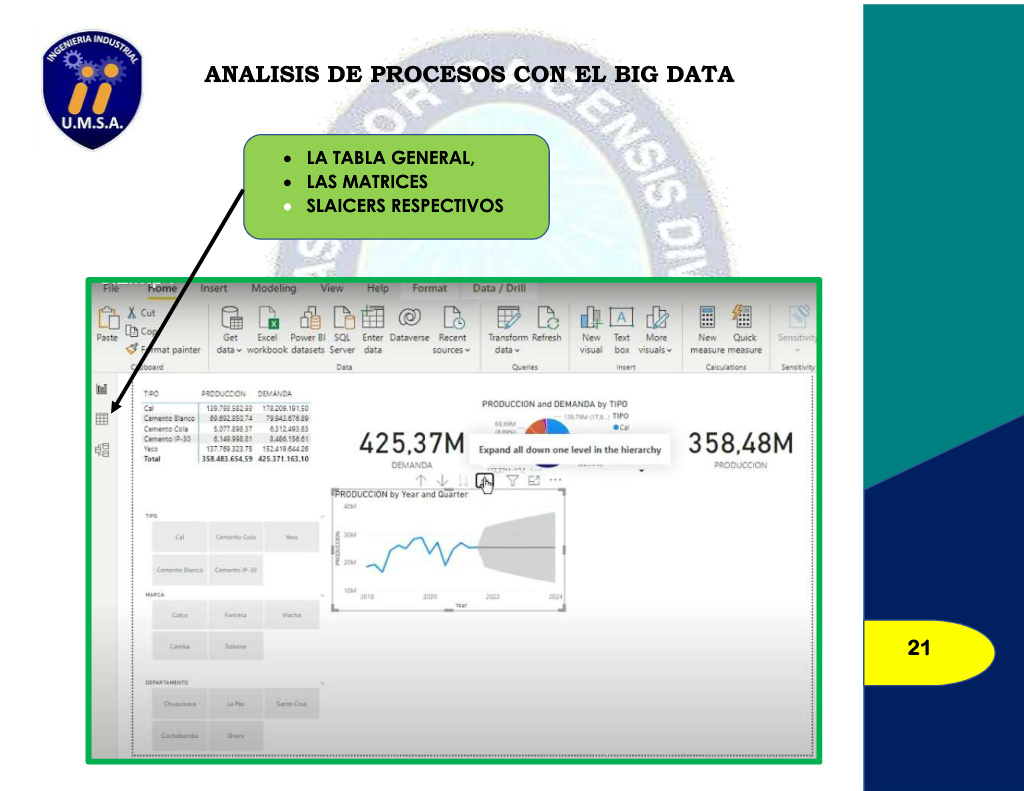 INGENIERIA INDUSTRIAL
U.M.S.A.
ANALISIS DE PROCESOS CON EL BIG DATA
• LA TABLA GENERAL,
• LAS MATRICES
• SLAICERS RESPECTIVOS
File Home Insert Modeling View Help Format Data / Drill
Paste
Cut
Copy
Format painter
Clipboard
Get data
Excel workbook
Power BI datasets
SQL Server
Enter data
Dataverse
Recent sources
Data
Transform data
Refresh
Queries
New visual
Text box
More visuals
Insert
New measure
Quick measure
Calculations
Sensitivity
Sensitivity
TIPO PRODUCCION DEMANDA
Cal 139.793.582,93 178.209.191,50
Cemento Blanco 69.692.850,74 79.943.676,89
Cemento Cola 5.077.898,37 6.312.493,83
Cemento IP-30 6.149.998,81 8.486.156,61
Yeso 137.769.323,75 152.419.644,26
Total 358.483.654,59 425.371.163,10
425,37M
DEMANDA
PRODUCCION and DEMANDA by TIPO
139,79M (17,8...)
TIPO
Cal
69,69M
(8,89%)
Expand all down one level in the hierarchy
358,48M
PRODUCCION
PRODUCCION by Year and Quarter
40M
30M
20M
10M
PRODUCCION
2018 2020 2022 2024
Year
TIPO
Cal Cemento Cola Yeso
Cemento Blanco Cemento IP-30
MARCA
Calco Fancesa Viacha
Camba Soboce
DEPARTAMENTO
Chuquisaca La Paz Santa Cruz
Cochabamba Oruro
21